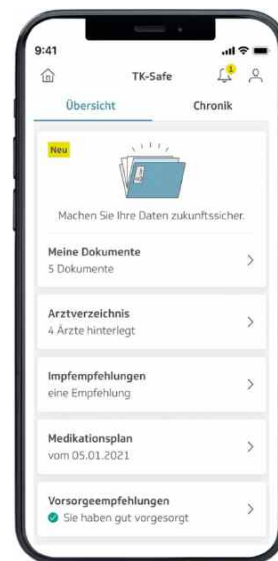 9:41
TK-Safe
1
Übersicht
Chronik
Neu
Machen Sie Ihre Daten zukunftssicher.
Meine Dokumente
5 Dokumente
Arztverzeichnis
4 Ärzte hinterlegt
Impfempfehlungen
eine Empfehlung
Medikationsplan
vom 05.01.2021
Vorsorgeempfehlungen
Sie haben gut vorgesorgt